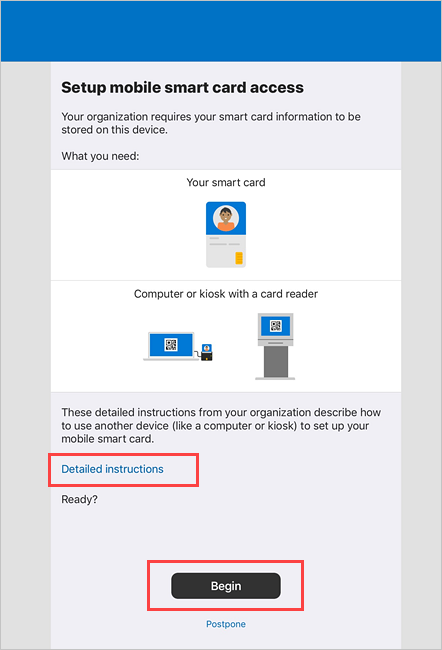 Setup mobile smart card access
Your organization requires your smart card information to be
stored on this device.
What you need:
Your smart card
Computer or kiosk with a card reader
These detailed instructions from your organization describe how
to use another device (like a computer or kiosk) to set up your
mobile smart card.
Detailed instructions
Ready?
Begin
Postpone